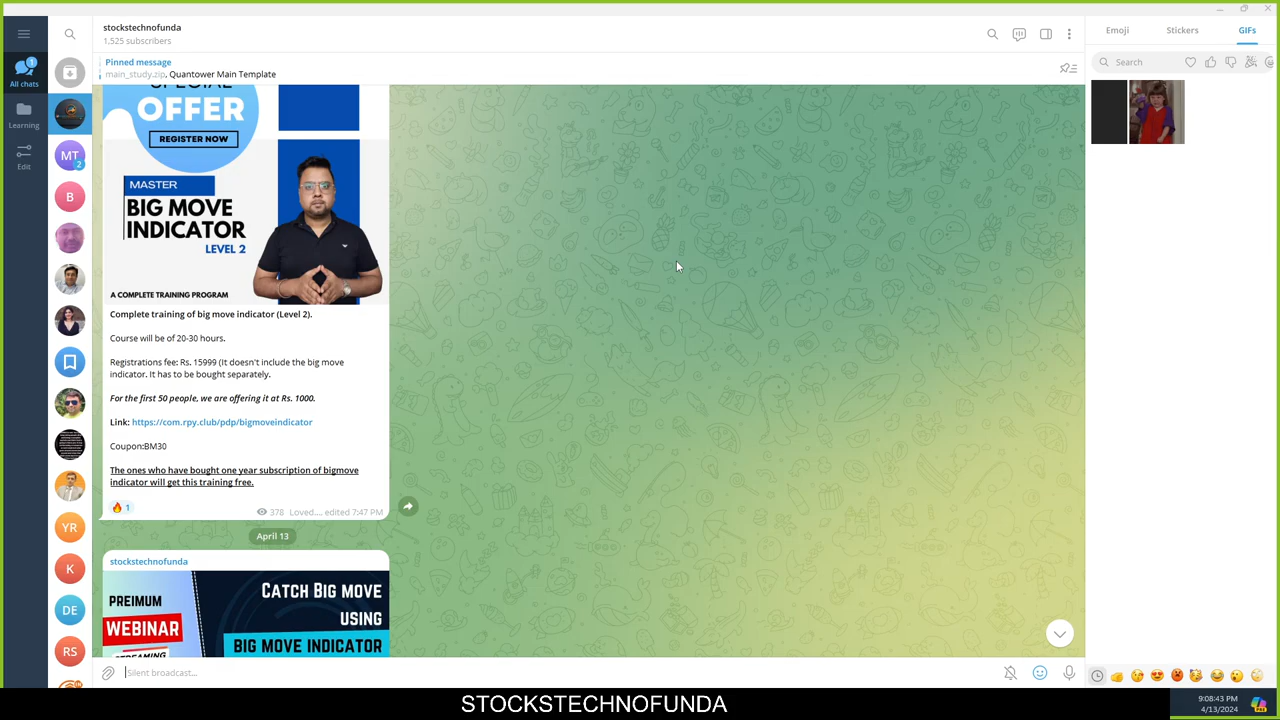 stockstechnofunda
1,525 subscribers
Pinned message
main_study.zip, Quantower Main Template
All chats
1
Learning
Edit
MT
2
B
YR
K
DE
RS
SPECIAL
OFFER
REGISTER NOW
MASTER
BIG MOVE
INDICATOR
LEVEL 2
A COMPLETE TRAINING PROGRAM
Complete training of big move indicator (Level 2).
Course will be of 20-30 hours.
Registrations fee: Rs. 15999 (It doesn't include the big move
indicator. It has to be bought separately.
For the first 50 people, we are offering it at Rs. 1000.
Link: https://com.rpy.club/pdp/bigmoveindicator
Coupon:BM30
The ones who have bought one year subscription of bigmove
indicator will get this training free.
🔥 1
378 Loved..., edited 7:47 PM
April 13
stockstechnofunda
PREIMUM
WEBINAR
STREAMING
CATCH BIG MOVE
USING
BIG MOVE INDICATOR
Silent broadcast...
Emoji
Stickers
GIFs
Search
STOCKSTECHNOFUNDA
9:08:43 PM
4/13/2024